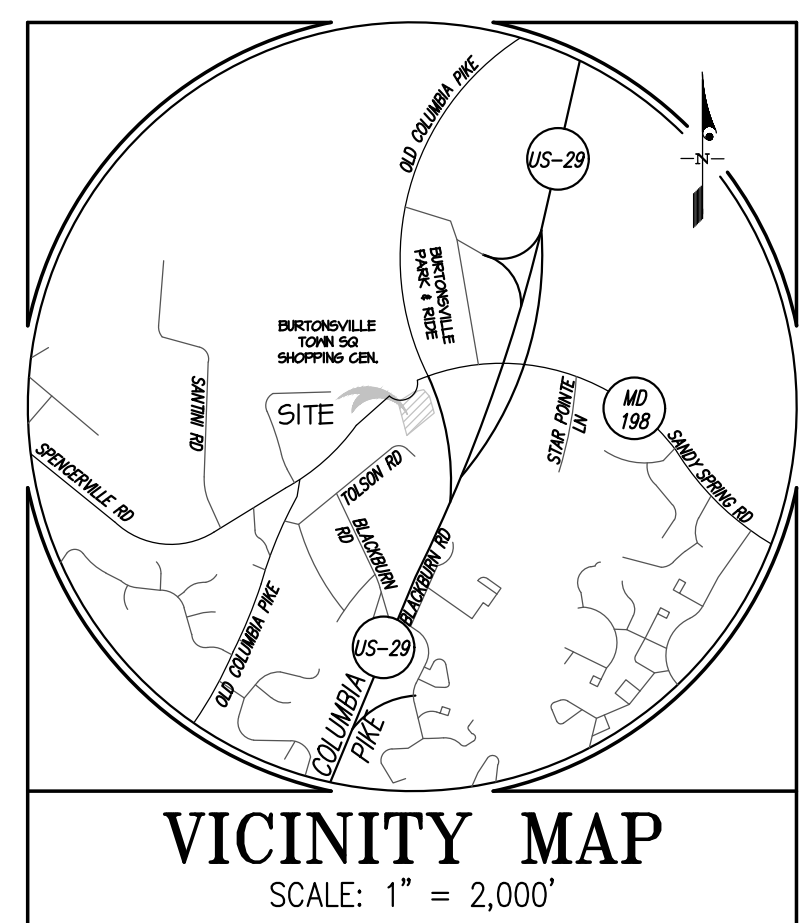 OLD COLUMBIA PIKE
US-29
N
BURTONSVILLE
PARK & RIDE
BURTONSVILLE
TOWN SQ
SHOPPING CEN.
SANTINI RD
SITE
STAR POINTE
LN
MD
198
SANDY SPRING RD
SPENCERVILLE RD
TOLSON RD
BLACKBURN
RD
BLACKBURN RD
OLD COLUMBIA PIKE
US-29
COLUMBIA
PIKE
VICINITY MAP
SCALE: 1" = 2,000'